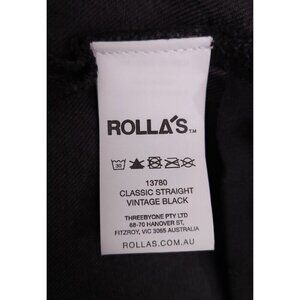 ROLLA'S™
30
13780
CLASSIC STRAIGHT
VINTAGE BLACK
THREEBYONE PTY LTD
68-70 HANOVER ST,
FITZROY, VIC 3065 AUSTRALIA
ROLLAS.COM.AU